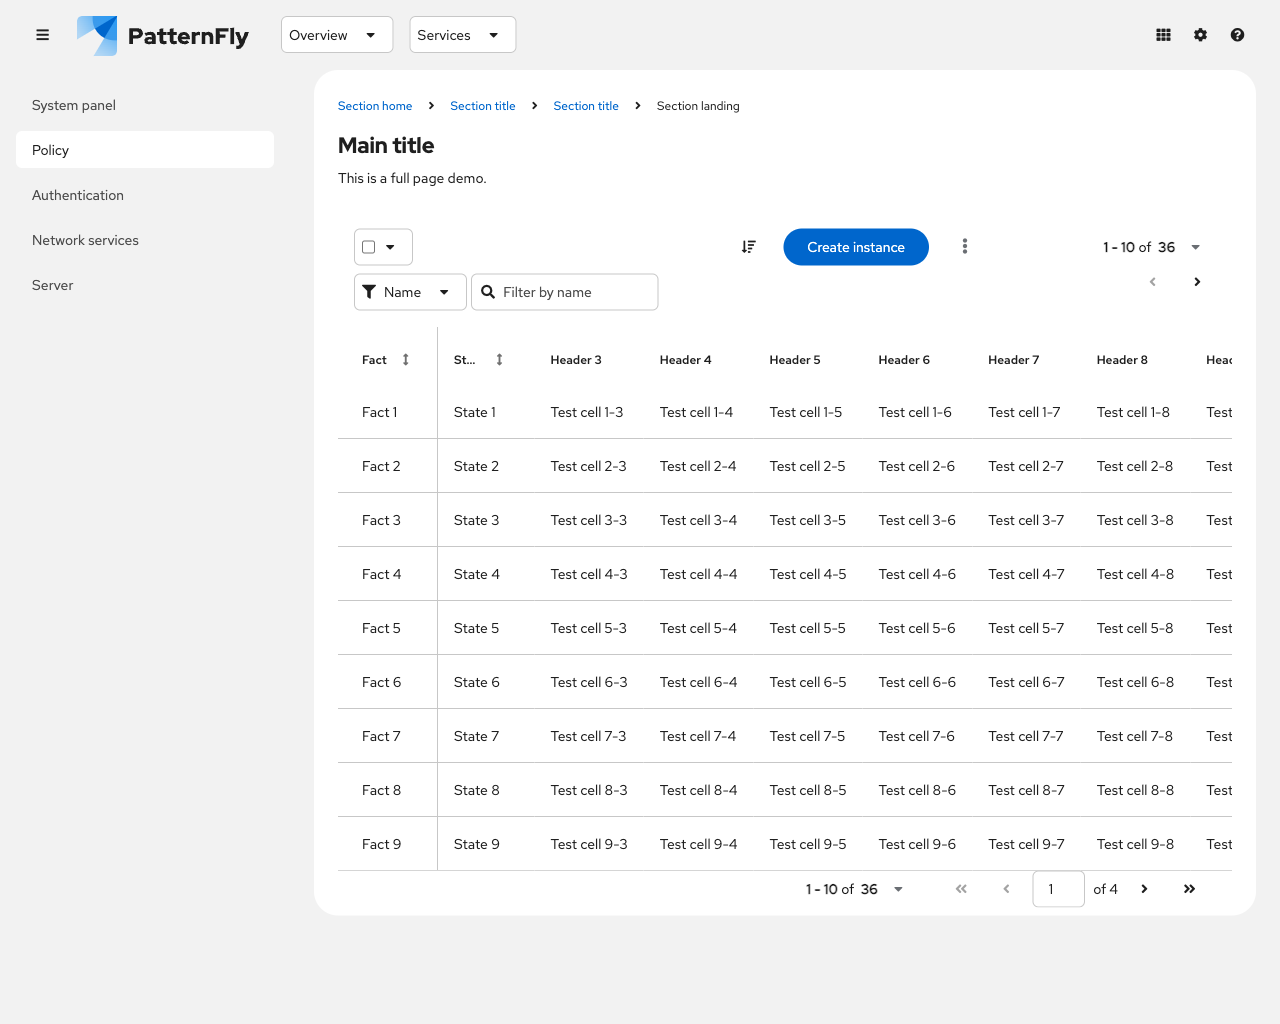 PatternFly Overview Services
System panel
Policy
Authentication
Network services
Server
Section home Section title Section title Section landing
Main title
This is a full page demo.
Create instance 1 - 10 of 36
Name Filter by name
Fact St... Header 3 Header 4 Header 5 Header 6 Header 7 Header 8 Head
Fact 1 State 1 Test cell 1-3 Test cell 1-4 Test cell 1-5 Test cell 1-6 Test cell 1-7 Test cell 1-8 Test
Fact 2 State 2 Test cell 2-3 Test cell 2-4 Test cell 2-5 Test cell 2-6 Test cell 2-7 Test cell 2-8 Test
Fact 3 State 3 Test cell 3-3 Test cell 3-4 Test cell 3-5 Test cell 3-6 Test cell 3-7 Test cell 3-8 Test
Fact 4 State 4 Test cell 4-3 Test cell 4-4 Test cell 4-5 Test cell 4-6 Test cell 4-7 Test cell 4-8 Test
Fact 5 State 5 Test cell 5-3 Test cell 5-4 Test cell 5-5 Test cell 5-6 Test cell 5-7 Test cell 5-8 Test
Fact 6 State 6 Test cell 6-3 Test cell 6-4 Test cell 6-5 Test cell 6-6 Test cell 6-7 Test cell 6-8 Test
Fact 7 State 7 Test cell 7-3 Test cell 7-4 Test cell 7-5 Test cell 7-6 Test cell 7-7 Test cell 7-8 Test
Fact 8 State 8 Test cell 8-3 Test cell 8-4 Test cell 8-5 Test cell 8-6 Test cell 8-7 Test cell 8-8 Test
Fact 9 State 9 Test cell 9-3 Test cell 9-4 Test cell 9-5 Test cell 9-6 Test cell 9-7 Test cell 9-8 Test
1 - 10 of 36 1 of 4